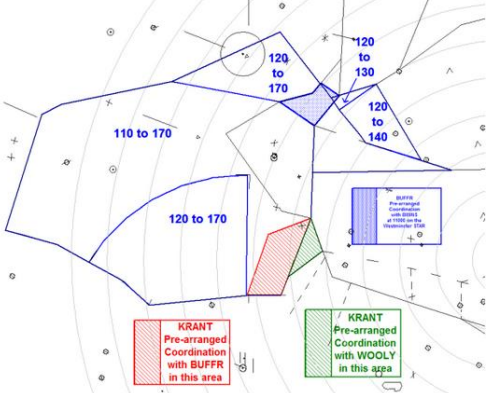 120
to
170
120
to
130
120
to
140
110 to 170
120 to 170
BUFFR
Pre-arranged
Coordination
with
at 11000 on the
Westminster STAR
KRANT
Pre-arranged
Coordination
with BUFFR
in this area
KRANT
Pre-arranged
Coordination
with WOOLY
in this area